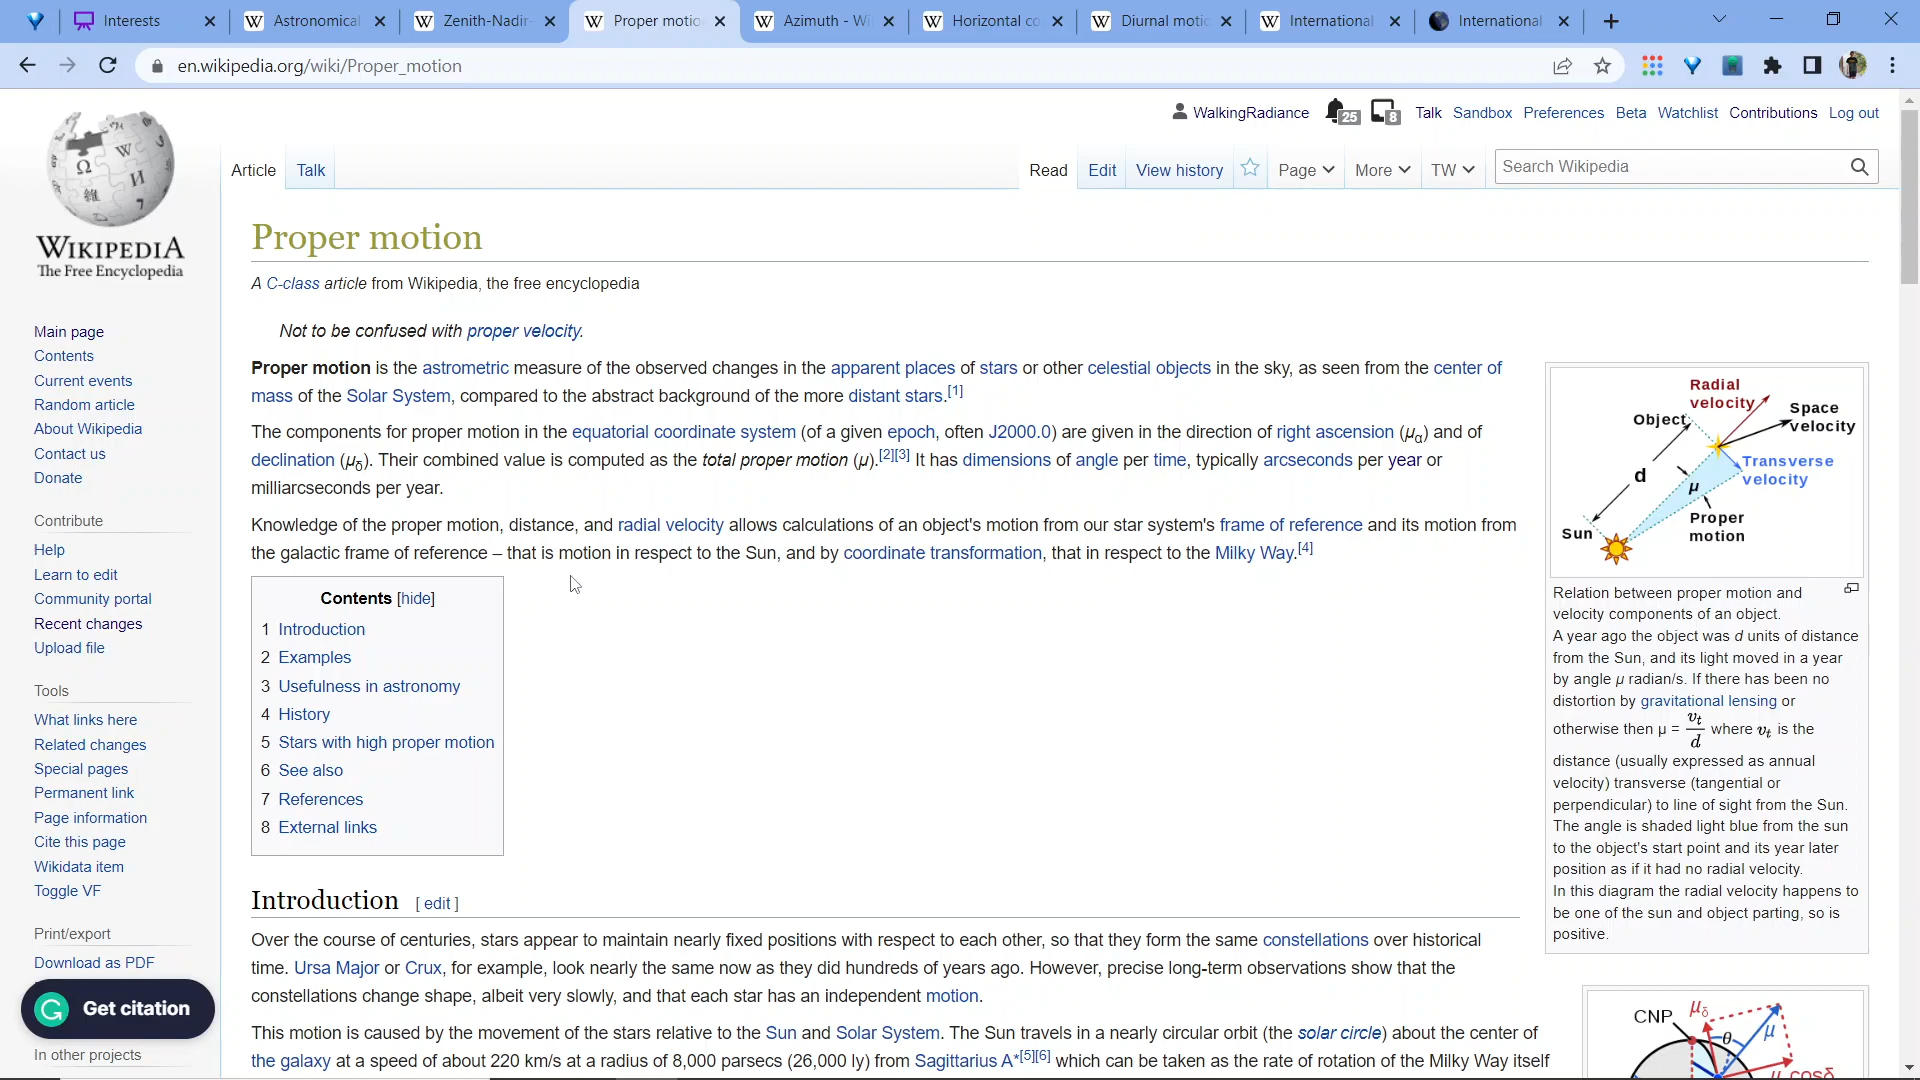 Interests
Astronomical
Zenith-Nadir-
Proper motio
Azimuth - Wi
Horizontal co
Diurnal motic
International
International
en.wikipedia.org/wiki/Proper_motion
WalkingRadiance 25 8 Talk Sandbox Preferences Beta Watchlist Contributions Log out
Article Talk Read Edit View history Page More TW Search Wikipedia
WIKIPEDIA
The Free Encyclopedia
Main page
Contents
Current events
Random article
About Wikipedia
Contact us
Donate
Contribute
Help
Learn to edit
Community portal
Recent changes
Upload file
Tools
What links here
Related changes
Special pages
Permanent link
Page information
Cite this page
Wikidata item
Toggle VF
Print/export
Download as PDF
Get citation
In other projects
Proper motion
A C-class article from Wikipedia, the free encyclopedia
Not to be confused with proper velocity.
Proper motion is the astrometric measure of the observed changes in the apparent places of stars or other celestial objects in the sky, as seen from the center of
mass of the Solar System, compared to the abstract background of the more distant stars.[1]
The components for proper motion in the equatorial coordinate system (of a given epoch, often J2000.0) are given in the direction of right ascension (μα) and of
declination (μδ). Their combined value is computed as the total proper motion (μ).[2][3] It has dimensions of angle per time, typically arcseconds per year or
milliarcseconds per year.
Knowledge of the proper motion, distance, and radial velocity allows calculations of an object's motion from our star system's frame of reference and its motion from
the galactic frame of reference – that is motion in respect to the Sun, and by coordinate transformation, that in respect to the Milky Way.[4]
Contents [hide]
1 Introduction
2 Examples
3 Usefulness in astronomy
4 History
5 Stars with high proper motion
6 See also
7 References
8 External links
Introduction [ edit ]
Over the course of centuries, stars appear to maintain nearly fixed positions with respect to each other, so that they form the same constellations over historical
time. Ursa Major or Crux, for example, look nearly the same now as they did hundreds of years ago. However, precise long-term observations show that the
constellations change shape, albeit very slowly, and that each star has an independent motion.
This motion is caused by the movement of the stars relative to the Sun and Solar System. The Sun travels in a nearly circular orbit (the solar circle) about the center of
the galaxy at a speed of about 220 km/s at a radius of 8,000 parsecs (26,000 ly) from Sagittarius A*[5][6] which can be taken as the rate of rotation of the Milky Way itself
Radial
velocity
Object
Space
velocity
Transverse
velocity
d
μ
Proper
motion
Sun
Relation between proper motion and
velocity components of an object.
A year ago the object was d units of distance
from the Sun, and its light moved in a year
by angle μ radian/s. If there has been no
distortion by gravitational lensing or
otherwise then μ = vt/d where vt is the
distance (usually expressed as annual
velocity) transverse (tangential or
perpendicular) to line of sight from the Sun.
The angle is shaded light blue from the sun
to the object's start point and its year later
position as if it had no radial velocity.
In this diagram the radial velocity happens to
be one of the sun and object parting, so is
positive.
CNP
μδ
θ
μ
μ cosδ